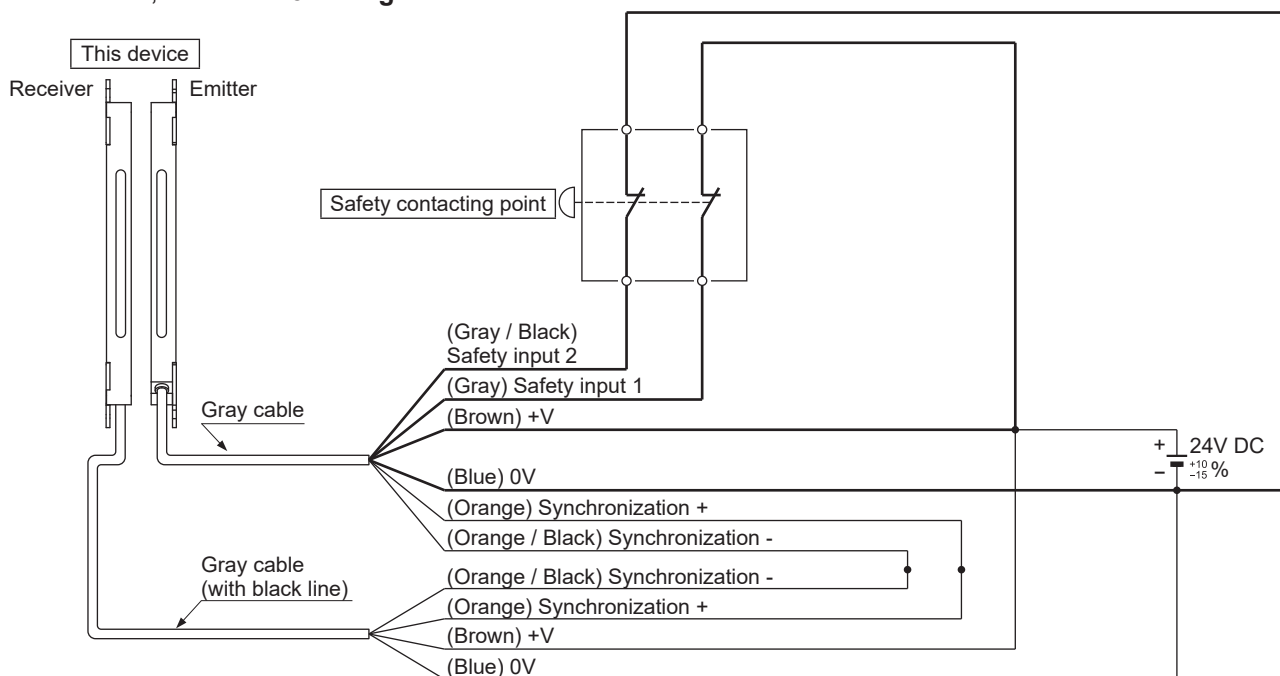 This device
Receiver
Emitter
Safety contacting point
(Gray / Black)
Safety input 2
(Gray) Safety input 1
(Brown) +V
Gray cable
+ 24V DC
- +10 -15 %
(Blue) 0V
(Orange) Synchronization +
(Orange / Black) Synchronization -
Gray cable
(with black line)
(Orange / Black) Synchronization -
(Orange) Synchronization +
(Brown) +V
(Blue) 0V